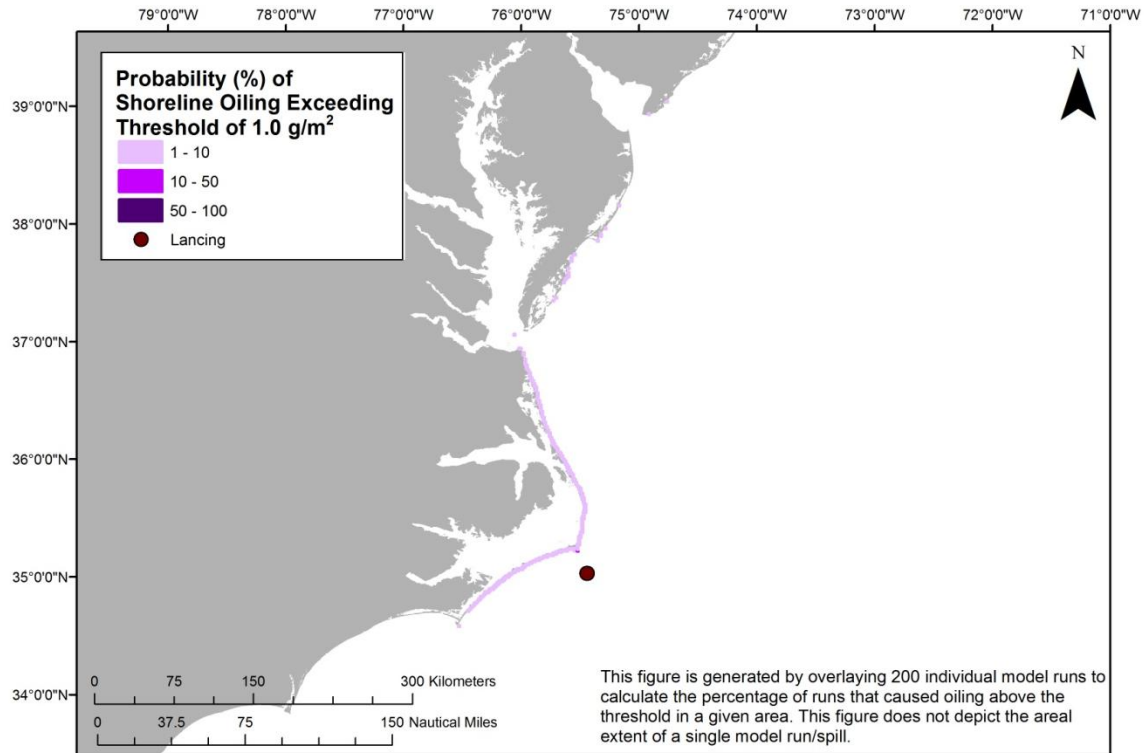 79°0'0"W 78°0'0"W 77°0'0"W 76°0'0"W 75°0'0"W 74°0'0"W 73°0'0"W 72°0'0"W 71°0'0"W
N
Probability (%) of
Shoreline Oiling Exceeding
Threshold of 1.0 g/m²
1 - 10
10 - 50
50 - 100
Lancing
39°0'0"N
38°0'0"N
37°0'0"N
36°0'0"N
35°0'0"N
34°0'0"N
0 75 150 300 Kilometers
0 37.5 75 150 Nautical Miles
This figure is generated by overlaying 200 individual model runs to
calculate the percentage of runs that caused oiling above the
threshold in a given area. This figure does not depict the areal
extent of a single model run/spill.